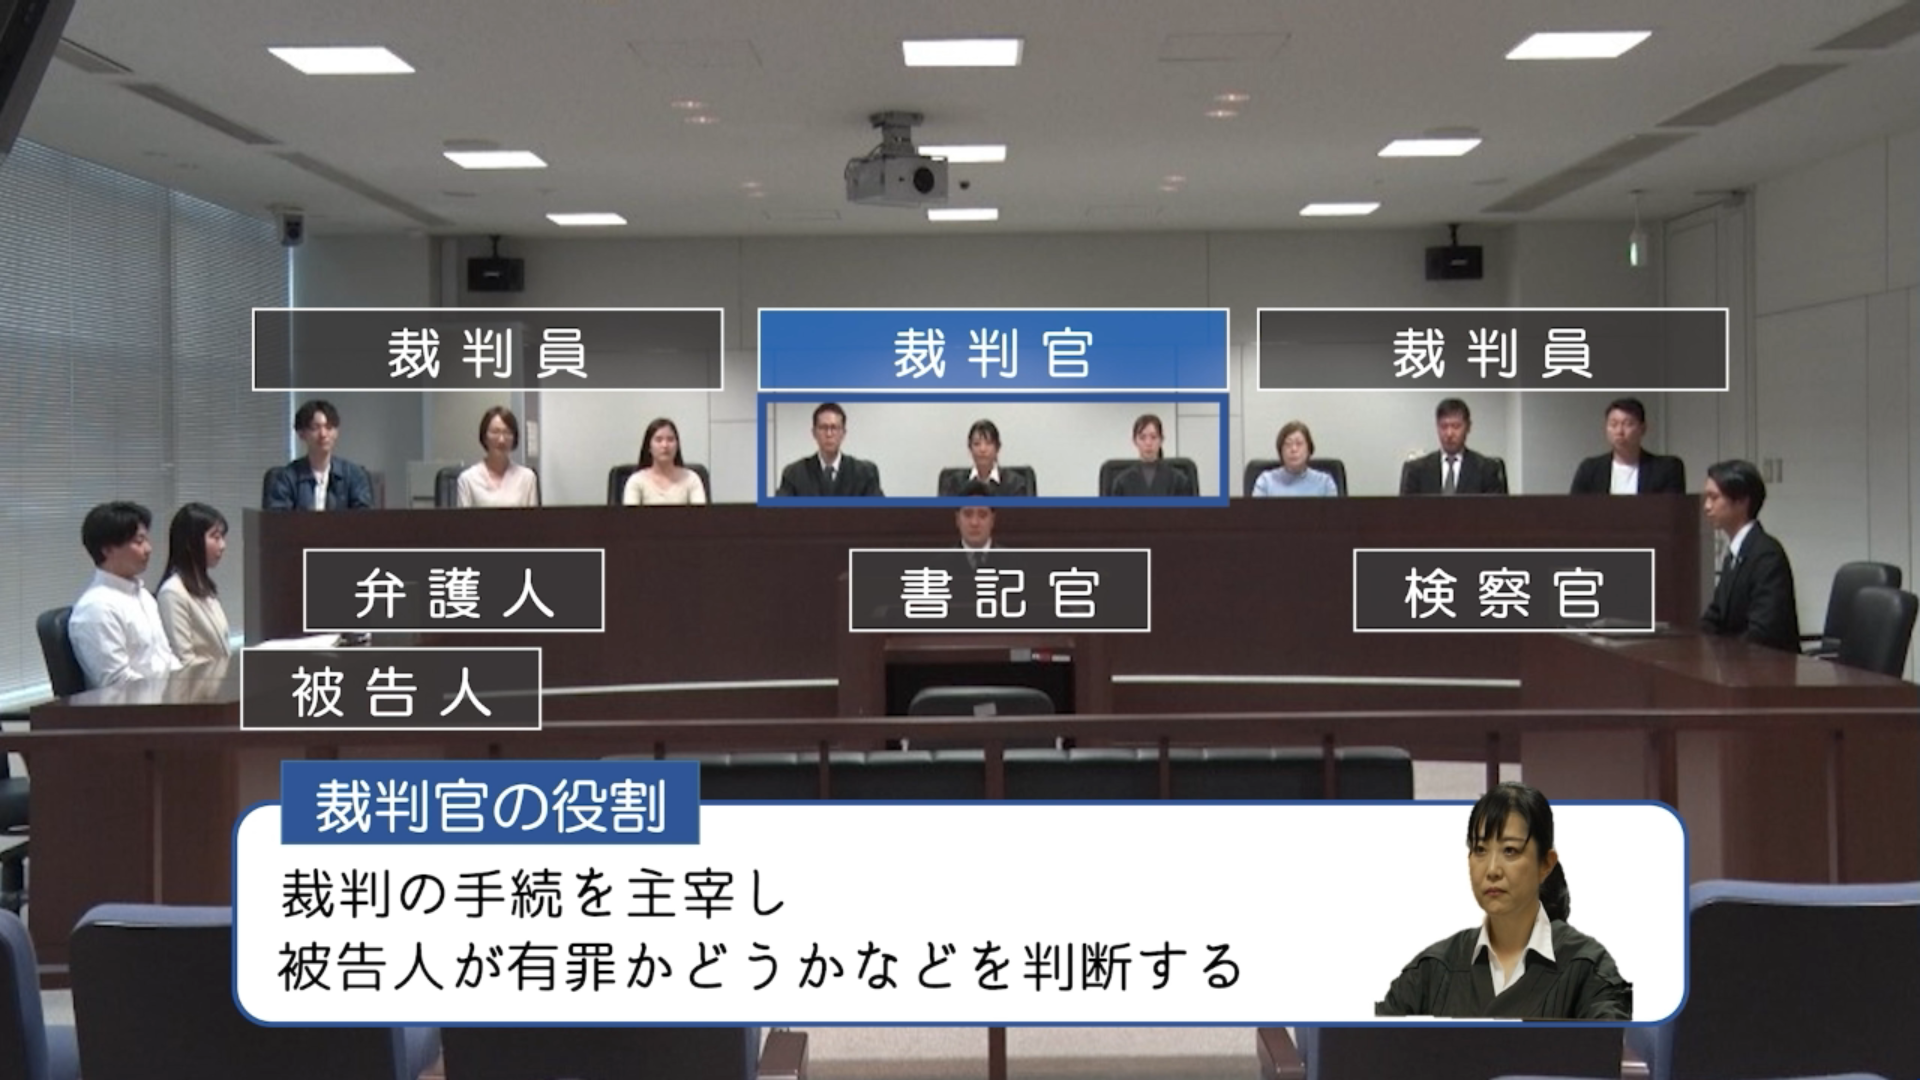 裁判員
裁判官
裁判員
弁護人
書記官
検察官
被告人
裁判官の役割
裁判の手続を主宰し
被告人が有罪かどうかなどを判断する